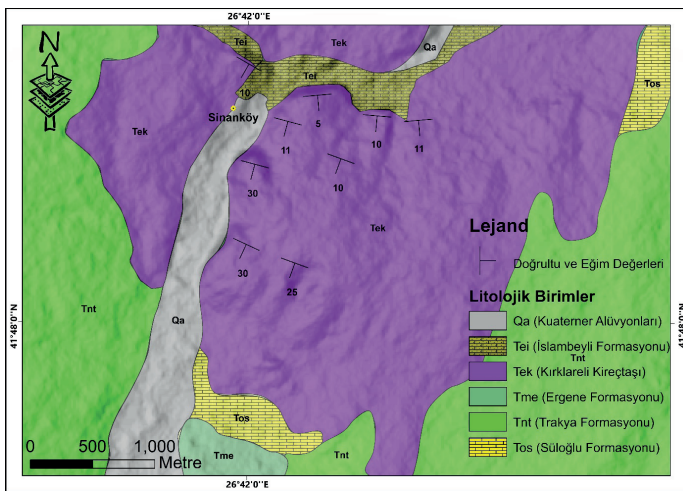 26°42'0"E
N
Tei
Tek
Qa
Tei
Tos
10
Sinanköy
Tek
5
11
10
11
30
10
Tek
30
25
Lejand
Doğrultu ve Eğim Değerleri
Litolojik Birimler
Qa (Kuaterner Alüvyonları)
Tei (İslambeyli Formasyonu)
Tnt
Tek (Kırklareli Kireçtaşı)
Tme (Ergene Formasyonu)
Tnt (Trakya Formasyonu)
Tos (Süloğlu Formasyonu)
Tnt
Qa
41°48'0"N
41°48'0"N
Tos
Tme
Tnt
0 500 1,000
Metre
26°42'0"E